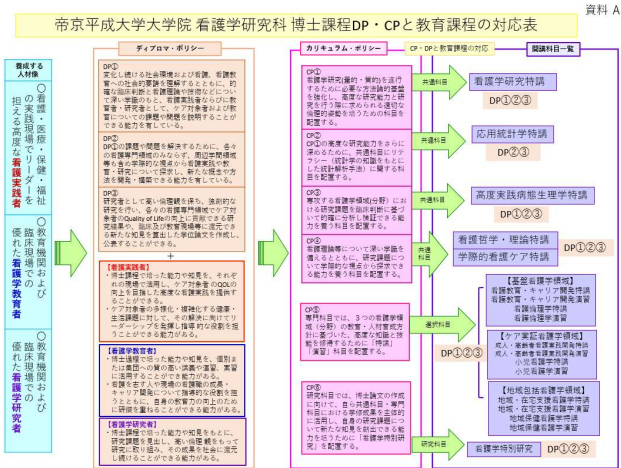 資料 A
帝京平成大学大学院 看護学研究科 博士課程DP・CPと教育課程の対応表
養成する
人材像
〇看護・医療・保健・福祉
の実践現場でリーダーを
担える高度な看護実践者
〇教育機関および
臨床現場での
優れた看護学教育者
〇教育機関および
臨床現場での
優れた看護学研究者
ディプロマ・ポリシー
DP①
変化し続ける社会環境および看護、看護教
育への社会的要請を理解するとともに、的
確な臨床判断と看護理論や技術などについ
て深い学識のもと、看護実践者ならびに教育
者・研究者として、ケア対象者および教
育についての課題や問題を説明することが
できる能力を有している。
DP②
DP①の課題や問題を解決するために、各々
の看護専門領域のみならず、周辺学問領域
等も含め学際的な視点から看護実践や教
育・研究について探求し、新たな概念や方
法を開発・構築できる能力を有している。
DP③
研究者として高い倫理観を保ち、独創的な
研究を行い、各々の看護専門領域でケア対
象者のQuality of Lifeの向上に貢献できる研
究結果や、臨床及び教育現場等に還元でき
る新たな知見を富出した学位論文を作成し、
公表することができる。
+
【看護実践者】
・博士課程で培った能力や知見を、それぞ
れの現場で活用し、ケア対象者のQOLの
向上を目指した高度な看護実践を提供す
ることができる。
・ケア対象者の多様化・複雑化する健康・
生活課題に対して、その解決に向けてリ
ーダーシップを発揮し指導的な役割を担
うことができる能力がある。
【看護学教育者】
・博士過程で培った能力や知見を、個別ま
たは集団への質の高い講義や演習、実習
に活用することができる能力がある。
・看護を志す人や現場の看護職の成長・
キャリア開発について指導的な役割を担
うとともに、自身の教育力の向上のため
に研鑽を重ねることができる能力がある。
【看護学研究者】
・博士課程で培った能力や知見をもとに、
研究課題を見出し、高い倫理観をもって
研究に取り組み、その成果を社会に還元
し続けることができる能力がある。
カリキュラム・ポリシー
CP①
看護学研究(量的・質的)を遂行
するために必要な方法論的基盤
を強化し、高度な研究能力と研
究を行う際に求められる適切な
倫理的姿勢を培うための科目を
配置する。
CP②
CP①の高度な研究能力をさらに
深めるために、共通科目にリテ
ラシー（統計学の知識をもとに
した統計解析手法）に関する科
目を配置する。
CP③
専攻する看護学領域(分野）にお
ける研究課題を臨床判断に基づ
いて的確に分析し検証できる能
力を養う科目を配置する。
CP④
看護理論等について深い学識を
備えるとともに、研究課題につ
いて学際的な視点から探求でき
る能力を養う科目を配置する。
CP⑤
専門科目では、３つの看護学領
域（分野）の教育・人材育成方
針に基づいた、高度な知識と技
能を修得するために「特講」
「演習」科目を配置する。
CP⑥
研究科目では、博士論文の作成
に向けて、自ら共通科目・専門
科目における学修成果を主体的
に活用し、自身の研究課題につ
いて新たな知見を創出できる能
力を培うために「看護学特別研
究」を配置する。
CP・DPと教育課程の対応
開講科目一覧
共通科目
看護学研究特講
DP①②③
共通科目
応用統計学特講
DP②③
共通科目
高度実践病態生理学特講
DP①②③
共通
科目
看護哲学・理論特講
学際的看護ケア特講
DP①②③
選択科目
DP①②③
【基盤看護学領域】
看護教育・キャリア開発特講
看護教育・キャリア開発演習
看護倫理学特講
看護倫理学演習
【ケア実証看護学領域】
成人・高齢者看護実践開発特講
成人・高齢者看護実践開発演習
小児看護学特講
小児看護学演習
【地域包括看護学領域】
地域・在宅支援看護学特講
地域・在宅支援看護学演習
地域保健看護学特講
地域保健看護学演習
研究科目
看護学特別研究
DP①②③